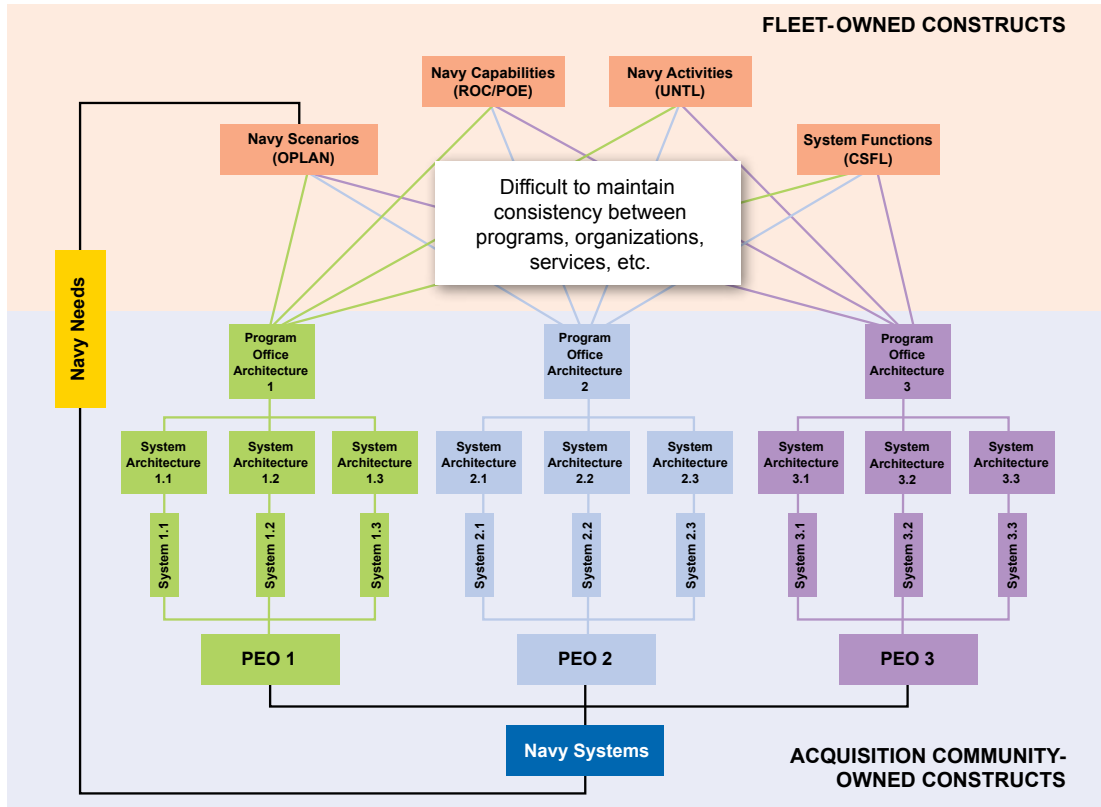 FLEET-OWNED CONSTRUCTS
Navy Capabilities
(ROC/POE)
Navy Activities
(UNTL)
Navy Scenarios
(OPLAN)
System Functions
(CSFL)
Difficult to maintain
consistency between
programs, organizations,
services, etc.
Navy Needs
Program
Office
Architecture
1
Program
Office
Architecture
2
Program
Office
Architecture
3
System
Architecture
1.1
System
Architecture
1.2
System
Architecture
1.3
System
Architecture
2.1
System
Architecture
2.2
System
Architecture
2.3
System
Architecture
3.1
System
Architecture
3.2
System
Architecture
3.3
System 1.1
System 1.2
System 1.3
System 2.1
System 2.2
System 2.3
System 3.1
System 3.2
System 3.3
PEO 1
PEO 2
PEO 3
Navy Systems
ACQUISITION COMMUNITY-
OWNED CONSTRUCTS